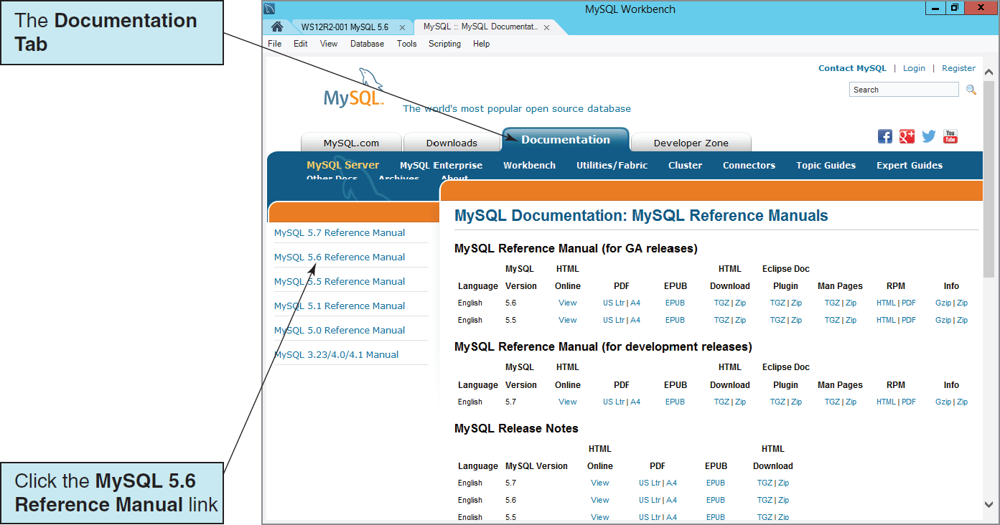 The Documentation
Tab
MySQL Workbench
WS12R2-001 MySQL 5.6
MySQL :: MySQL Documentat...
File Edit View Database Tools Scripting Help
Contact MySQL | Login | Register
Search
MySQL™
The world's most popular open source database
MySQL.com Downloads Documentation Developer Zone
You
Tube
MySQL Server MySQL Enterprise Workbench Utilities/Fabric Cluster Connectors Topic Guides Expert Guides
Other Docs Archives About
MySQL 5.7 Reference Manual
MySQL 5.6 Reference Manual
MySQL 5.5 Reference Manual
MySQL 5.1 Reference Manual
MySQL 5.0 Reference Manual
MySQL 3.23/4.0/4.1 Manual
MySQL Documentation: MySQL Reference Manuals
MySQL Reference Manual (for GA releases)
MySQL HTML HTML Eclipse Doc
Language Version Online PDF EPUB Download Plugin Man Pages RPM Info
English 5.6 View US Ltr | A4 EPUB TGZ | Zip TGZ | Zip TGZ | Zip HTML | PDF Gzip | Zip
English 5.5 View US Ltr | A4 EPUB TGZ | Zip TGZ | Zip TGZ | Zip HTML | PDF Gzip | Zip
MySQL Reference Manual (for development releases)
MySQL HTML HTML Eclipse Doc
Language Version Online PDF EPUB Download Plugin Man Pages RPM Info
English 5.7 View US Ltr | A4 EPUB TGZ | Zip TGZ | Zip TGZ | Zip HTML | PDF Gzip | Zip
MySQL Release Notes
HTML HTML
Language MySQL Version Online PDF EPUB Download
English 5.7 View US Ltr | A4 EPUB TGZ | Zip
English 5.6 View US Ltr | A4 EPUB TGZ | Zip
English 5.5 View US Ltr | A4 EPUB TGZ | Zip
Click the MySQL 5.6
Reference Manual link